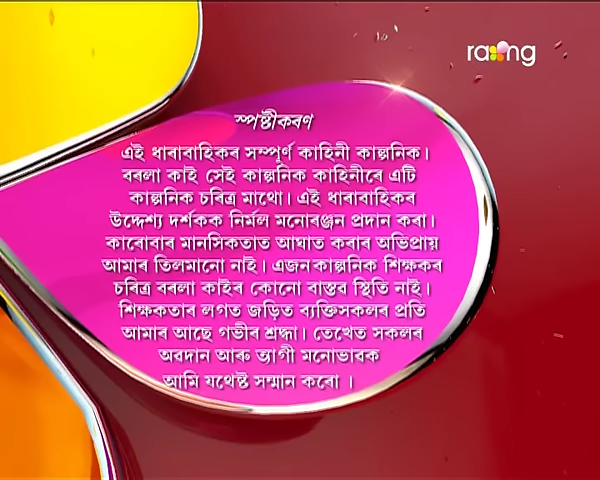 rang
স্পষ্টীকৰণ
এই ধাৰাবাহিকৰ সম্পূৰ্ণ কাহিনী কাল্পনিক।
বৰলা কাই সেই কাল্পনিক কাহিনীৰে এটি
কাল্পনিক চৰিত্ৰ মাথো। এই ধাৰাবাহিকৰ
উদ্দেশ্য দৰ্শকক নিৰ্মল মনোৰঞ্জন প্ৰদান কৰা।
কাৰোবাৰ মানসিকতাত আঘাত কৰাৰ অভিপ্ৰায়
আমাৰ তিলমানো নাই। এজন কাল্পনিক শিক্ষকৰ
চৰিত্ৰ বৰলা কাইৰ কোনো বাস্তৱ স্থিতি নাই।
শিক্ষকতাৰ লগত জড়িত ব্যক্তিসকলৰ প্ৰতি
আমাৰ আছে গভীৰ শ্ৰদ্ধা। তেখেত সকলৰ
অৱদান আৰু ত্যাগী মনোভাৱক
আমি যথেষ্ট সন্মান কৰো ।